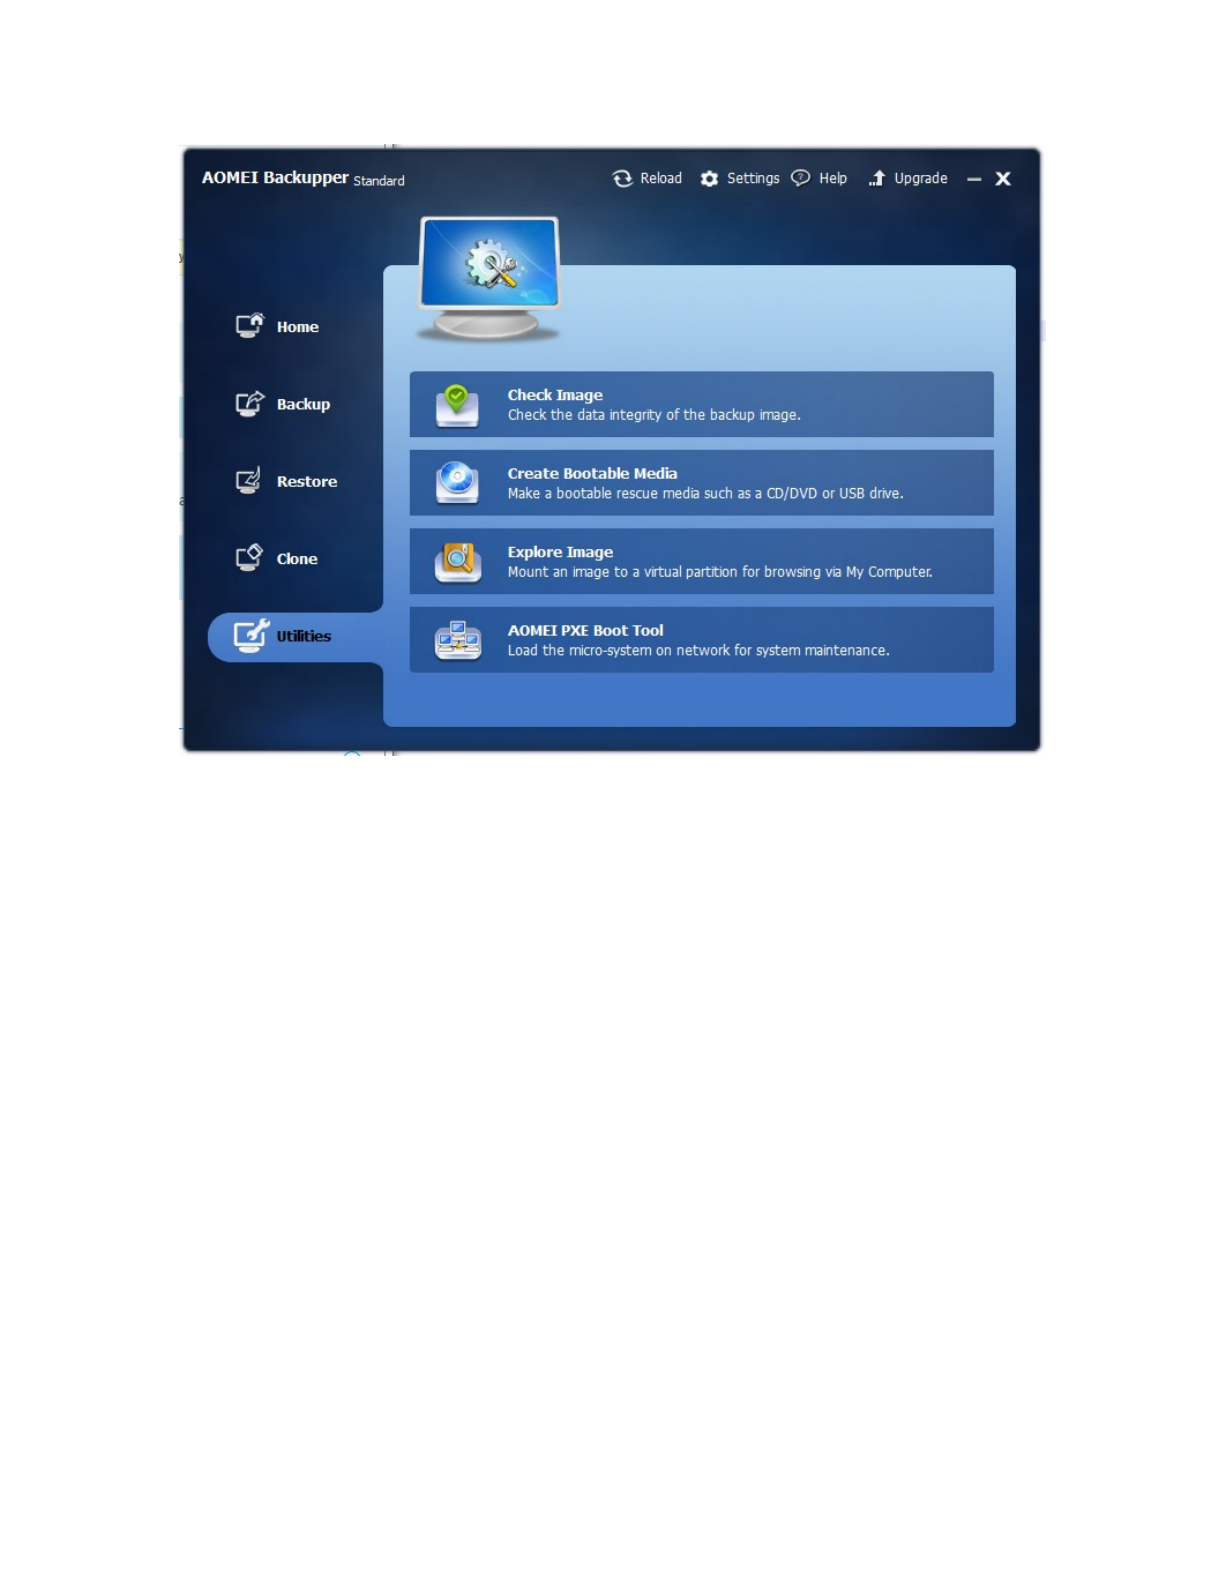 AOMEI Backupper Standard
Reload Settings Help Upgrade
Home
Backup
Restore
Clone
Utilities
Check Image
Check the data integrity of the backup image.
Create Bootable Media
Make a bootable rescue media such as a CD/DVD or USB drive.
Explore Image
Mount an image to a virtual partition for browsing via My Computer.
AOMEI PXE Boot Tool
Load the micro-system on network for system maintenance.